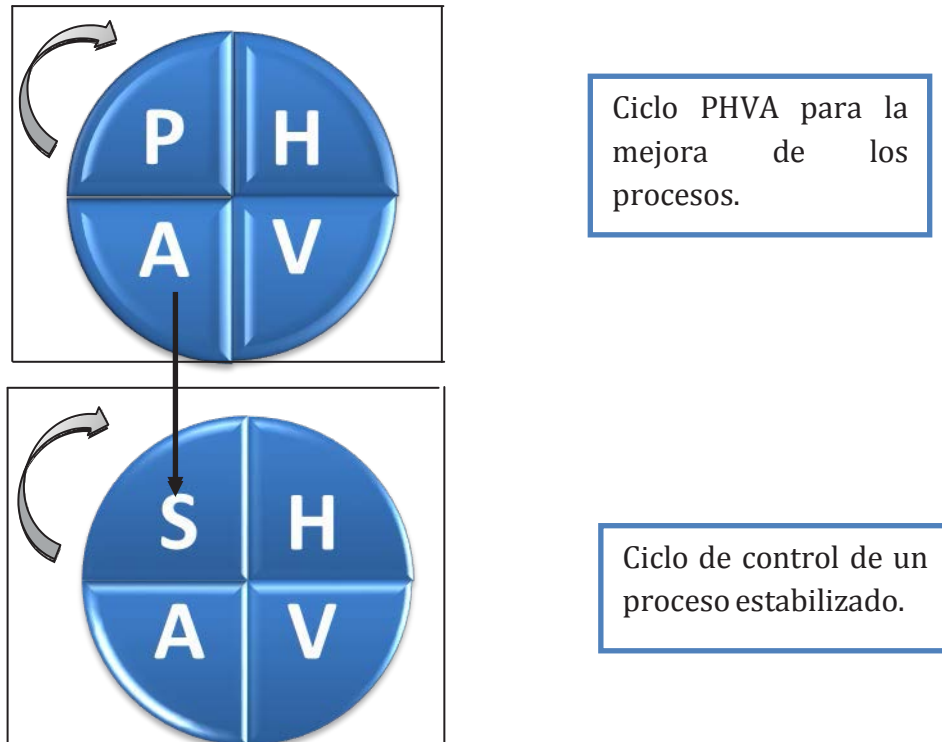 P H
A V
Ciclo PHVA para la
mejora de los
procesos.
S H
A V
Ciclo de control de un
proceso estabilizado.